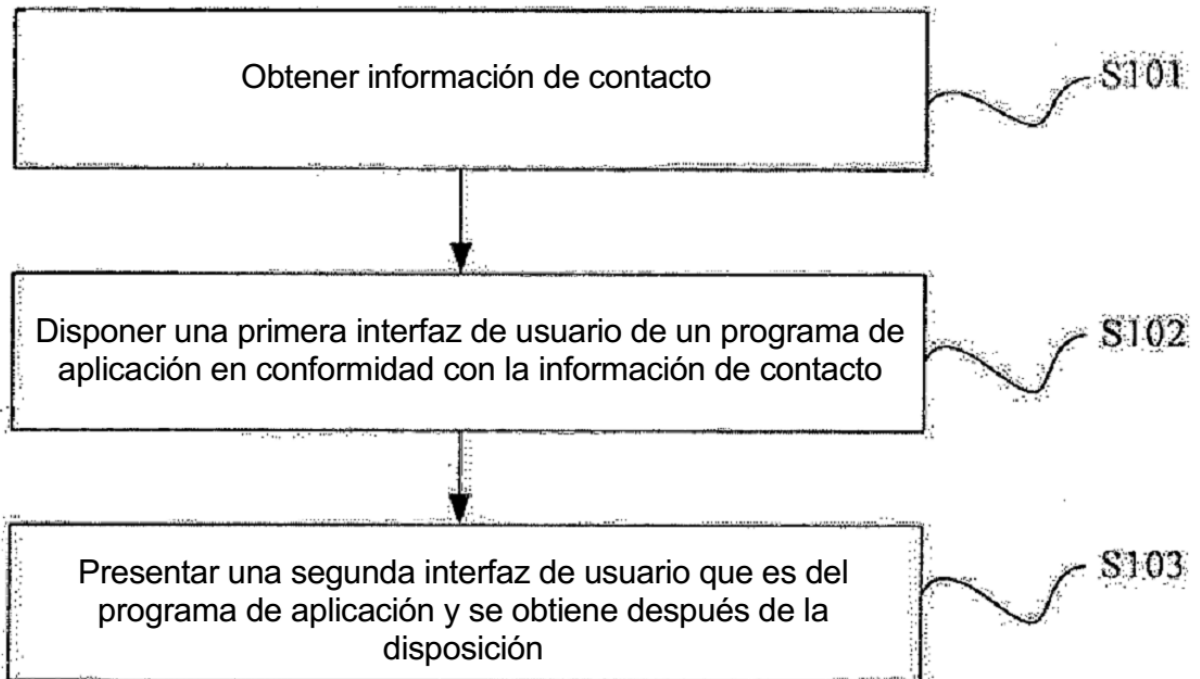 Obtener información de contacto
S101
Disponer una primera interfaz de usuario de un programa de
aplicación en conformidad con la información de contacto
S102
Presentar una segunda interfaz de usuario que es del
programa de aplicación y se obtiene después de la
disposición
S103